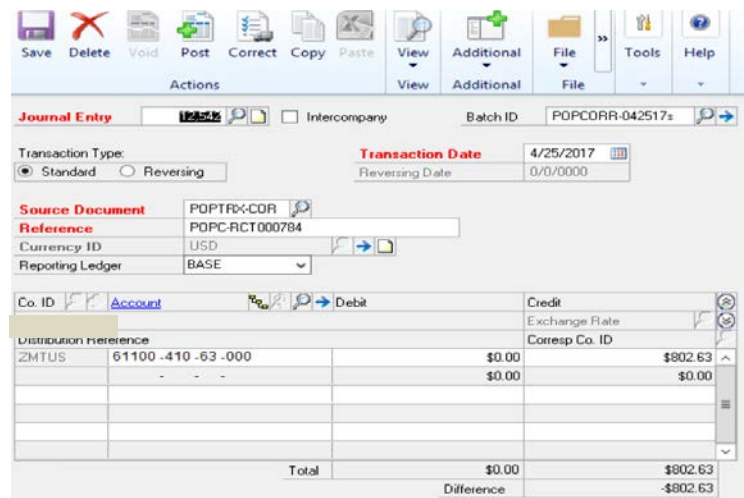 Save Delete Void Post Correct Copy Paste View Additional File » Tools Help
Actions View Additional File
Journal Entry 12,542 Intercompany Batch ID POPCORR-042517s
Transaction Type: Transaction Date 4/25/2017
Standard Reversing Reversing Date 0/0/0000
Source Document POPTRX-COR
Reference POPC-RCT000784
Currency ID USD
Reporting Ledger BASE
Co. ID Account Debit Credit
Exchange Rate
Distribution Reference Corresp Co. ID
ZMTUS 61100 -410 -63 -000 $0.00 $802.63
- - - $0.00 $0.00
Total $0.00 $802.63
Difference -$802.63